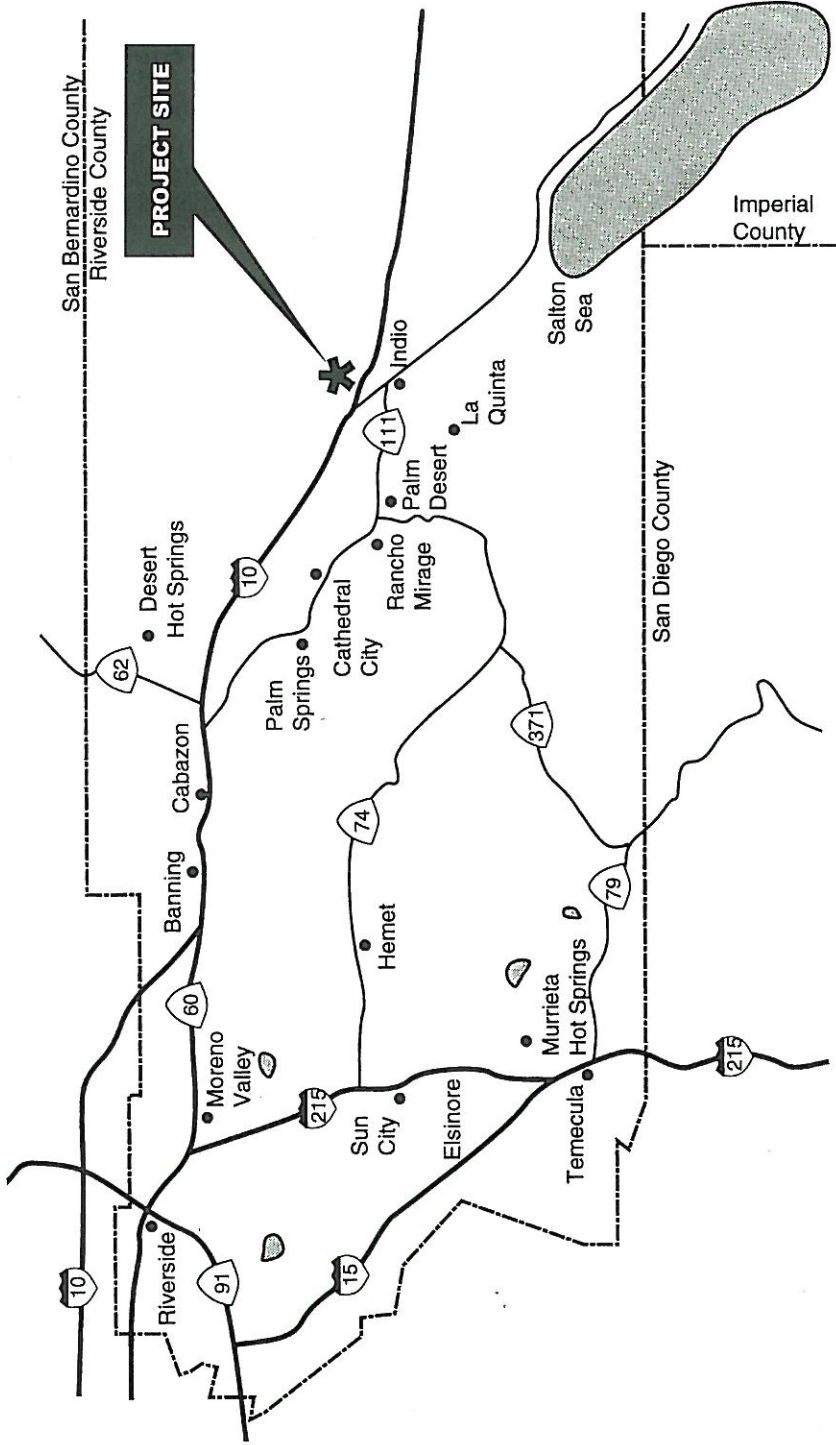 San Bernardino County
Riverside County
PROJECT SITE
10
Riverside
91
15
60
Moreno
Valley
215
Sun
City
Elsinore
Temecula
Murrieta
Hot Springs
215
79
Hemet
74
371
Banning
Cabazon
62
Desert
Hot Springs
10
Palm
Springs
Cathedral
City
Rancho
Mirage
Palm
Desert
111
Indio
La
Quinta
Salton
Sea
Imperial
County
San Diego County